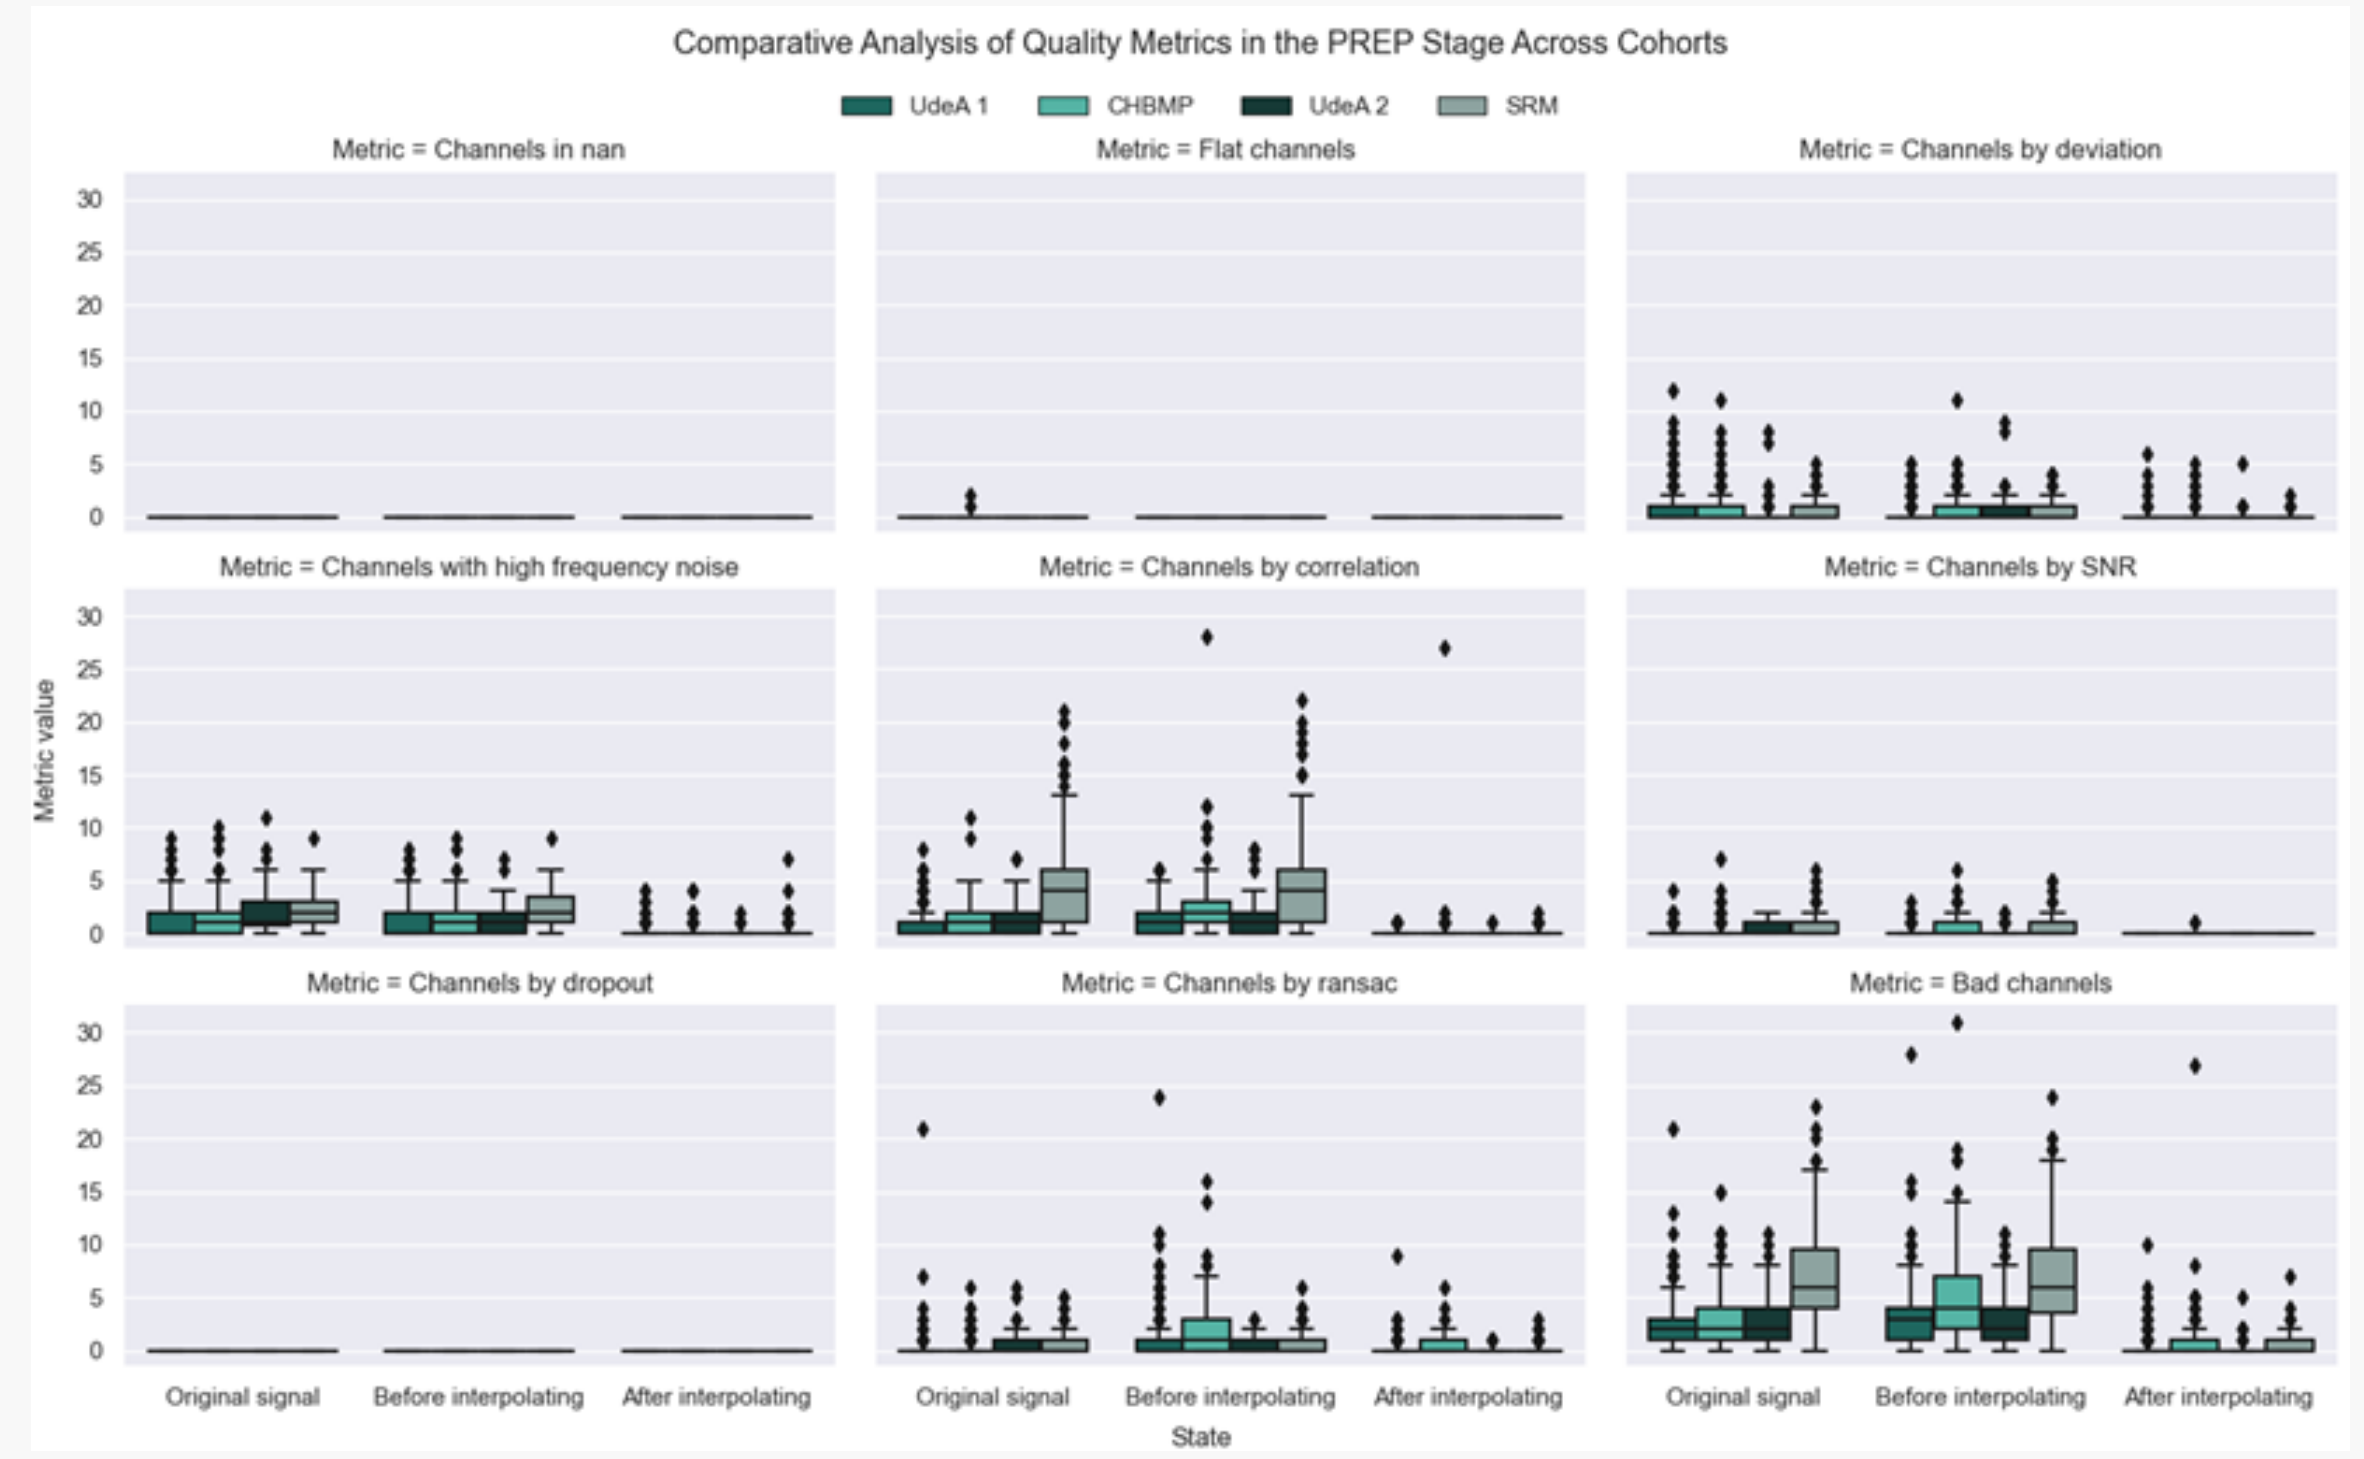 Comparative Analysis of Quality Metrics in the PREP Stage Across Cohorts
UdeA 1 CHBMP UdeA 2 SRM
Metric = Channels in nan
Metric = Flat channels
Metric = Channels by deviation
30
25
20
15
10
5
0
Metric = Channels with high frequency noise
Metric = Channels by correlation
Metric = Channels by SNR
Metric value
30
25
20
15
10
5
0
Metric = Channels by dropout
Metric = Channels by ransac
Metric = Bad channels
30
25
20
15
10
5
0
Original signal Before interpolating After interpolating
Original signal Before interpolating After interpolating
Original signal Before interpolating After interpolating
State